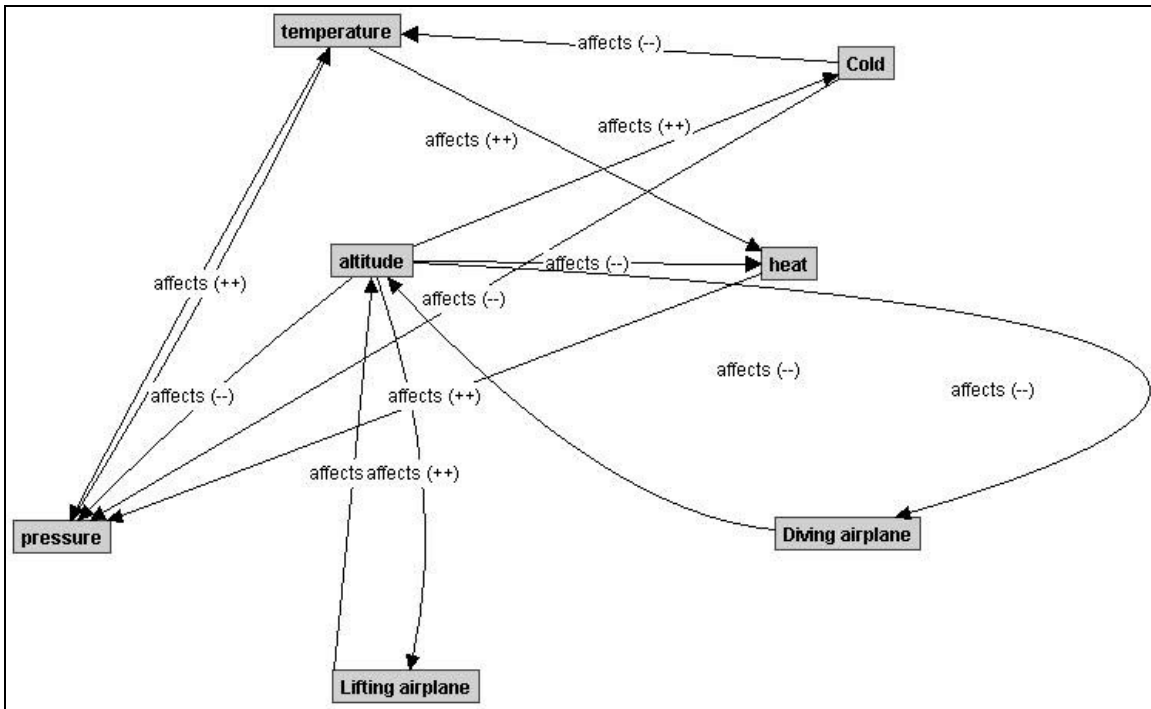 temperature
affects (--)
Cold
affects (++)
affects (++)
altitude
affects (--)
heat
affects (++)
affects (--)
affects (--)
affects (--)
affects (--)
affects (++)
affects affects (++)
pressure
Diving airplane
Lifting airplane